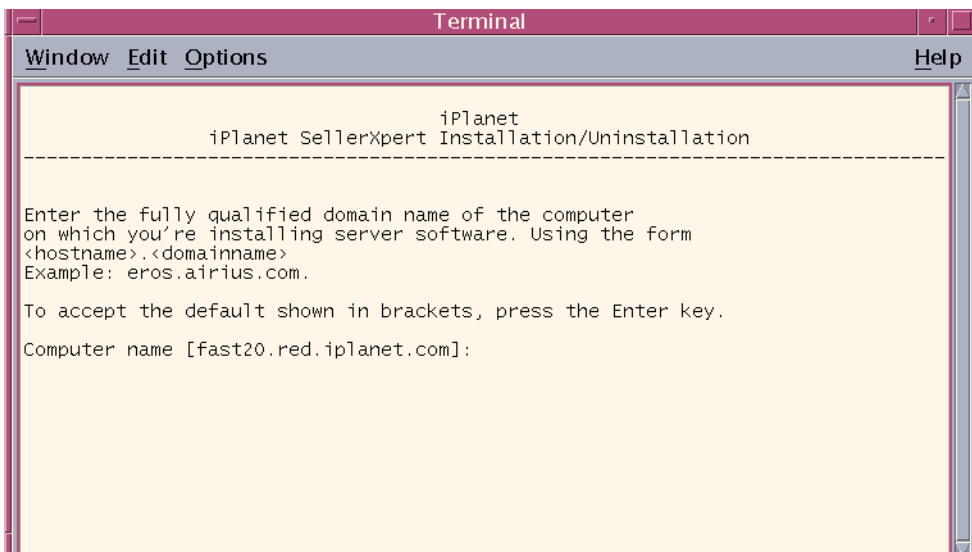 Terminal
Window Edit Options Help
iPlanet
iPlanet SellerXpert Installation/Uninstallation
--------------------------------------------------------------------------------
Enter the fully qualified domain name of the computer
on which you're installing server software. Using the form
<hostname>.<domainname>
Example: eros.airius.com.
To accept the default shown in brackets, press the Enter key.
Computer name [fast20.red.iplanet.com]: